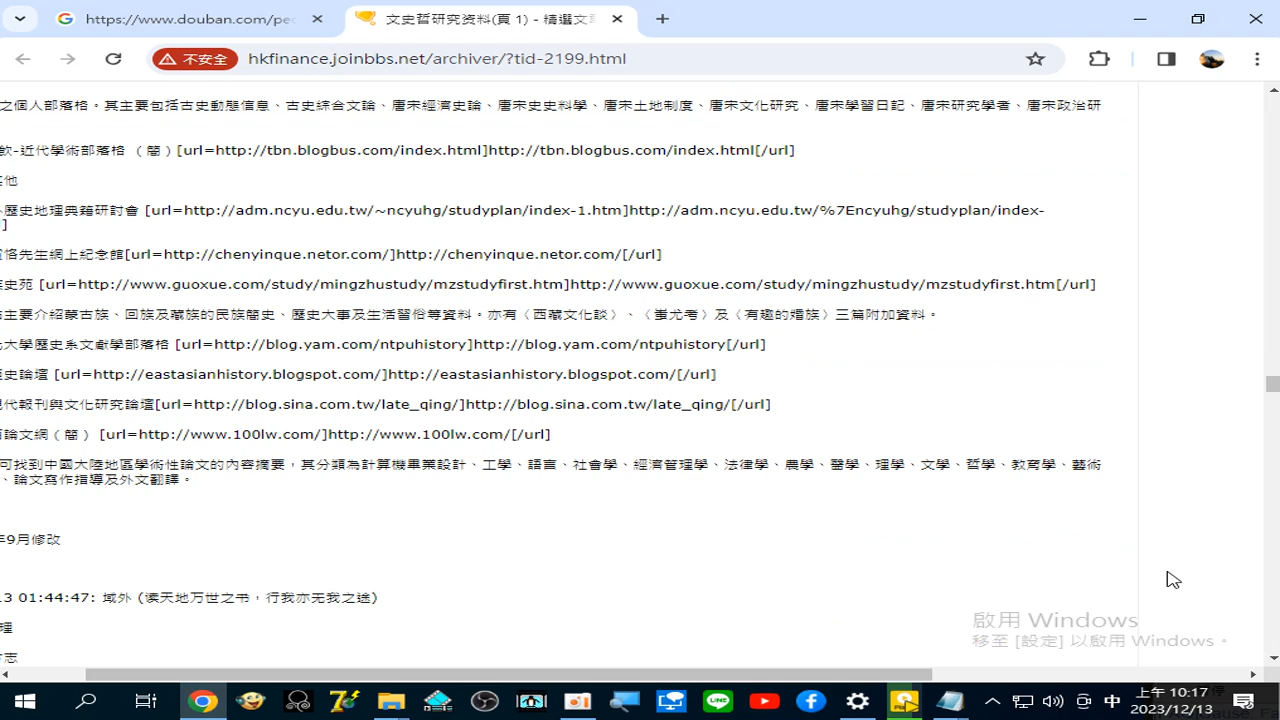 https://www.douban.com/pe
文史哲研究资料(頁 1) - 精選文章
不安全
hkfinance.joinbbs.net/archiver/?tid-2199.html
之個人部落格。其主要包括古史動態信息、古史綜合文論、唐宋經濟史論、唐宋史史料學、唐宋土地制度、唐宋文化研究、唐宋學習日記、唐宋研究學者、唐宋政治研
欽-近代學術部落格 （簡）[url=http://tbn.blogbus.com/index.html]http://tbn.blogbus.com/index.html[/url]
其他
歷史地理典籍研討會 [url=http://adm.ncyu.edu.tw/~ncyuhg/studyplan/index-1.htm]http://adm.ncyu.edu.tw/%7Encyuhg/studyplan/index-
]
恪先生網上紀念館[url=http://chenyinque.netor.com/]http://chenyinque.netor.com/[/url]
史苑 [url=http://www.guoxue.com/study/mingzhustudy/mzstudyfirst.htm]http://www.guoxue.com/study/mingzhustudy/mzstudyfirst.htm[/url]
主要介紹蒙古族、回族及藏族的民族簡史、歷史大事及生活習俗等資料。亦有〈西藏文化談〉、〈蚩尤考〉及〈有趣的婚族〉三篇附加資料。
大學歷史系文獻學部落格 [url=http://blog.yam.com/ntpuhistory]http://blog.yam.com/ntpuhistory[/url]
史論壇 [url=http://eastasianhistory.blogspot.com/]http://eastasianhistory.blogspot.com/[/url]
現代報刊與文化研究論壇[url=http://blog.sina.com.tw/late_qing/]http://blog.sina.com.tw/late_qing/[/url]
論文網（簡） [url=http://www.100lw.com/]http://www.100lw.com/[/url]
可找到中國大陸地區學術性論文的內容摘要，其分類為計算機畢業設計、工學、語言、社會學、經濟管理學、法律學、農學、醫學、理學、文學、哲學、教育學、藝術
、論文寫作指導及外文翻譯。
年9月修改
13 01:44:47: 域外 (读天地万世之书，行我亦无我之途)
理
方志
啟用 Windows
移至 [設定] 以啟用 Windows。
中
上午 10:17
2023/12/13